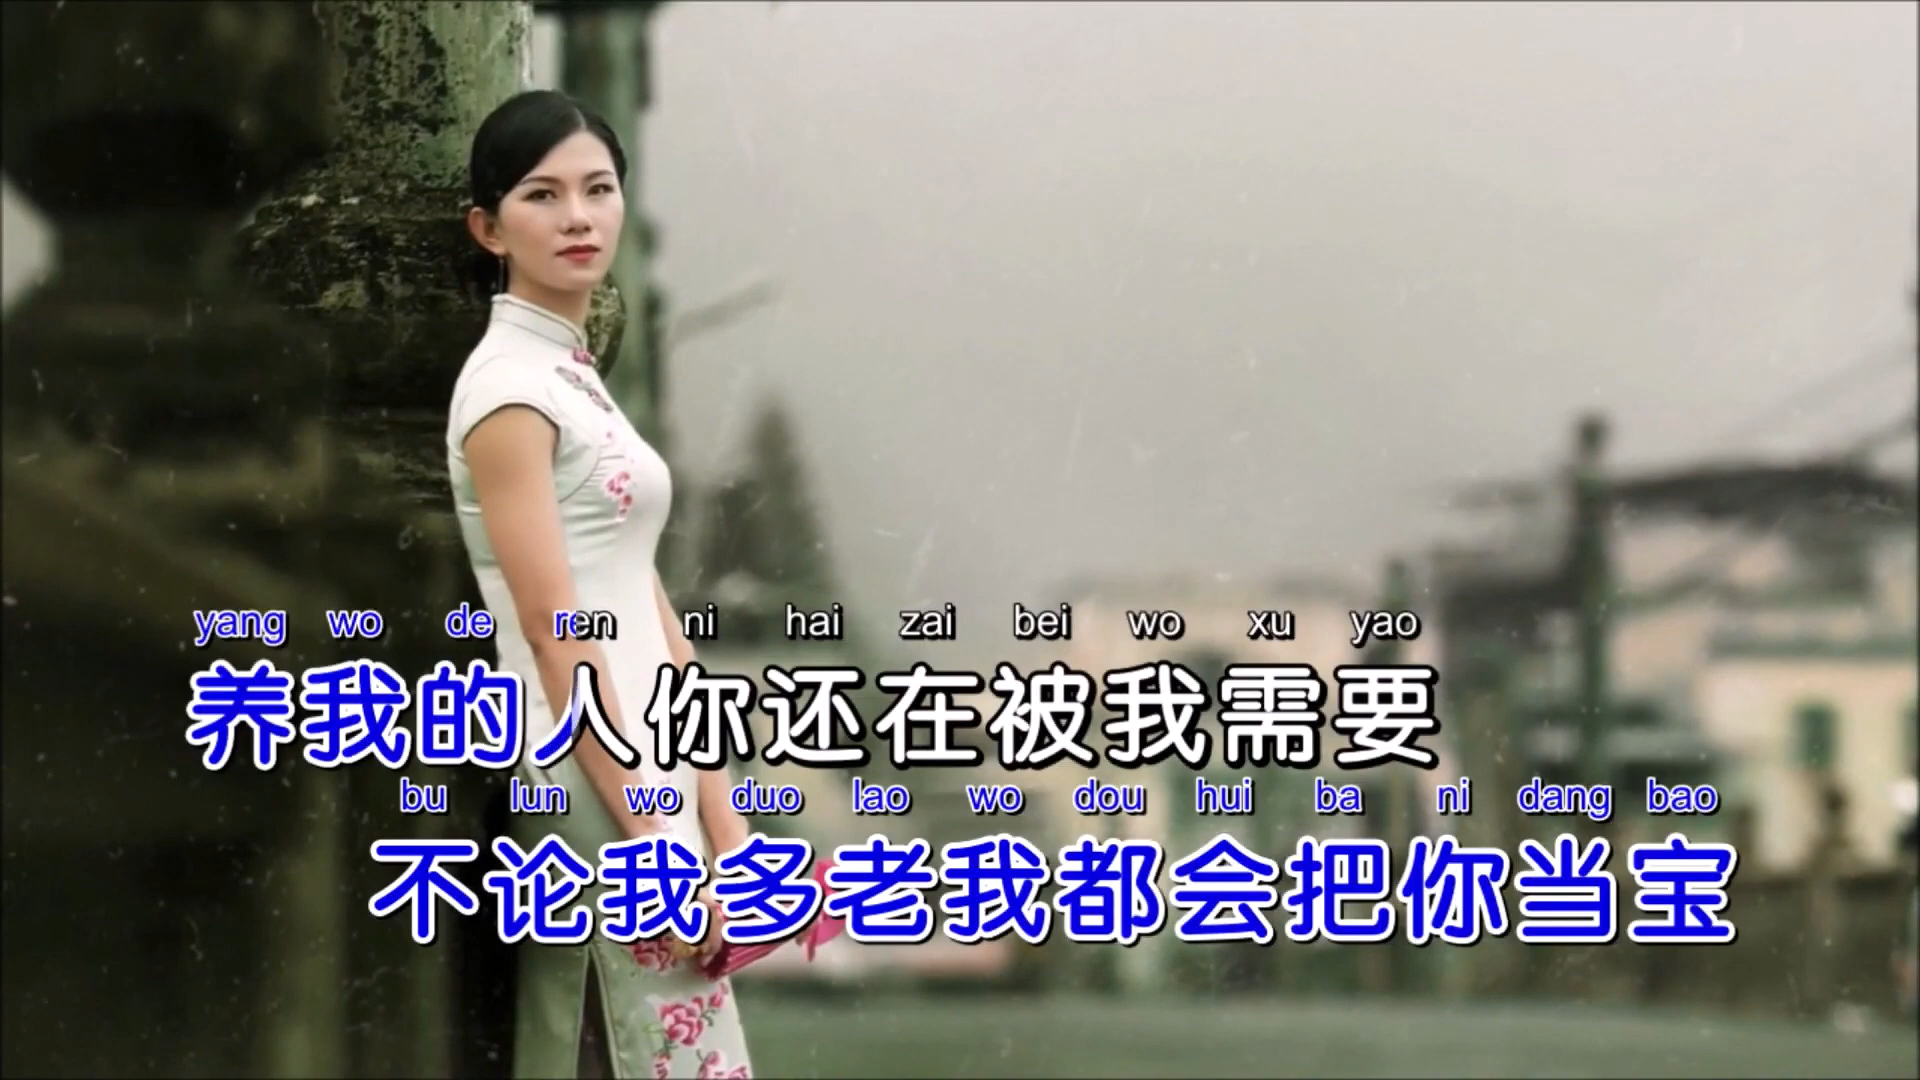 yang wo de ren ni hai zai bei wo xu yao
养我的人你还在被我需要
bu lun wo duo lao wo dou hui ba ni dang bao
不论我多老我都会把你当宝